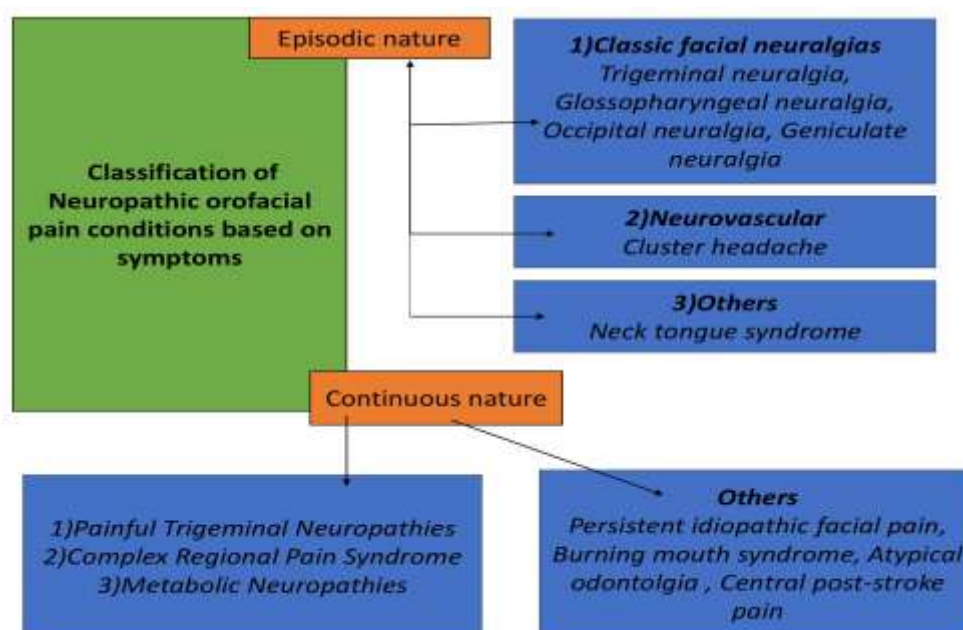 Episodic nature
1)Classic facial neuralgias
Trigeminal neuralgia,
Glossopharyngeal neuralgia,
Occipital neuralgia, Geniculate
neuralgia
Classification of
Neuropathic orofacial
pain conditions based on
symptoms
2)Neurovascular
Cluster headache
3)Others
Neck tongue syndrome
Continuous nature
1)Painful Trigeminal Neuropathies
2)Complex Regional Pain Syndrome
3)Metabolic Neuropathies
Others
Persistent idiopathic facial pain,
Burning mouth syndrome, Atypical
odontolgia , Central post-stroke
pain